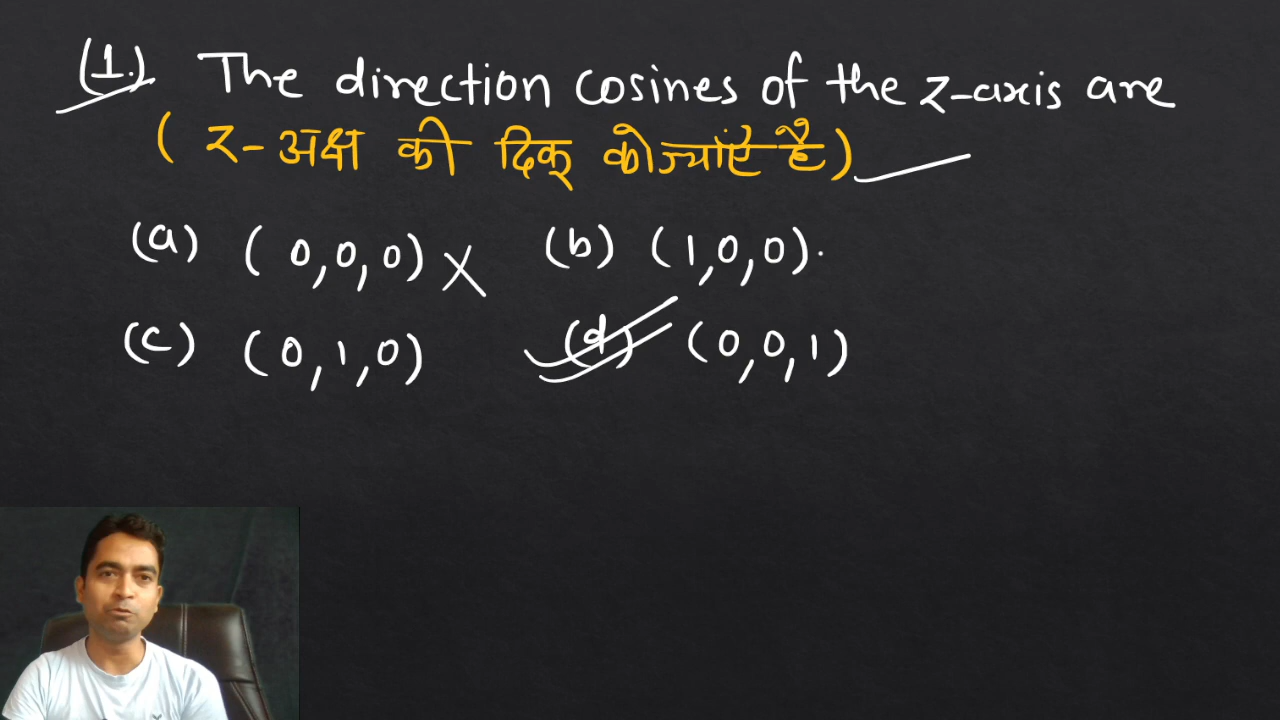 (1.) The direction cosines of the z-axis are
( z-अक्ष की दिक् कोज्याएं है)
(a) (0,0,0) X (b) (1,0,0).
(c) (0,1,0) (d) (0,0,1)